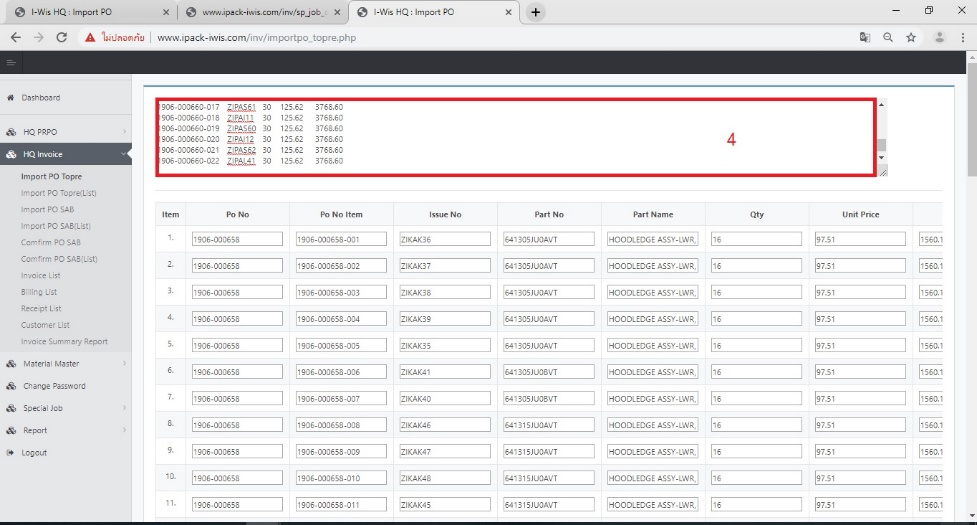 I-Wis HQ : Import PO
www.ipack-iwis.com/inv/sp_job_c
I-Wis HQ : Import PO
ไม่ปลอดภัย www.ipack-iwis.com/inv/importpo_topre.php
Dashboard
HQ PRPO
HQ Invoice
Import PO Topre
Import PO Topre(List)
Import PO SAB
Import PO SAB(List)
Comfirm PO SAB
Comfirm PO SAB(List)
Invoice List
Billing List
Receipt List
Customer List
Invoice Summary Report
Material Master
Change Password
Special Job
Report
Logout
1906-000660-017 ZIPAS61 30 125.62 3768.60
1906-000660-018 ZIPAI11 30 125.62 3768.60
1906-000660-019 ZIPAS60 30 125.62 3768.60
1906-000660-020 ZIPAI12 30 125.62 3768.60
1906-000660-021 ZIPAS62 30 125.62 3768.60
1906-000660-022 ZIPAL41 30 125.62 3768.60
4
Item Po No Po No Item Issue No Part No Part Name Qty Unit Price
1. 1906-000658 1906-000658-001 ZIKAK36 641305JU0AVT HOODLEDGE ASSY-LWR, 16 97.51 1560.1
2. 1906-000658 1906-000658-002 ZIKAK37 641305JU0AVT HOODLEDGE ASSY-LWR, 16 97.51 1560.1
3. 1906-000658 1906-000658-003 ZIKAK38 641305JU0AVT HOODLEDGE ASSY-LWR, 16 97.51 1560.1
4. 1906-000658 1906-000658-004 ZIKAK39 641305JU0AVT HOODLEDGE ASSY-LWR, 16 97.51 1560.1
5. 1906-000658 1906-000658-005 ZIKAK35 641305JU0AVT HOODLEDGE ASSY-LWR, 16 97.51 1560.1
6. 1906-000658 1906-000658-006 ZIKAK41 641305JU0BVT HOODLEDGE ASSY-LWR, 16 97.51 1560.1
7. 1906-000658 1906-000658-007 ZIKAK40 641305JU0BVT HOODLEDGE ASSY-LWR, 16 97.51 1560.1
8. 1906-000658 1906-000658-008 ZIKAK46 641315JU0AVT HOODLEDGE ASSY-LWR, 16 97.51 1560.1
9. 1906-000658 1906-000658-009 ZIKAK47 641315JU0AVT HOODLEDGE ASSY-LWR, 16 97.51 1560.1
10. 1906-000658 1906-000658-010 ZIKAK48 641315JU0AVT HOODLEDGE ASSY-LWR, 16 97.51 1560.1
11. 1906-000658 1906-000658-011 ZIKAK45 641315JU0AVT HOODLEDGE ASSY-LWR, 16 97.51 1560.1